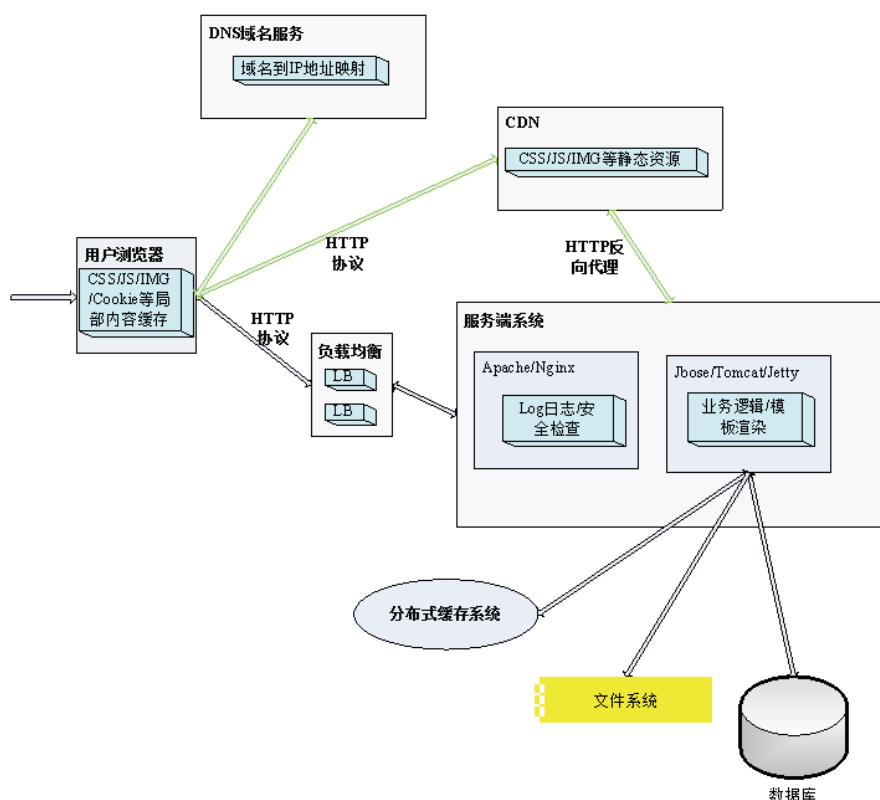 DNS域名服务
域名到IP地址映射
CDN
CSS/JS/IMG等静态资源
HTTP
协议
HTTP反
向代理
用户浏览器
CSS/JS/IMG
/Cookie等局
部内容缓存
HTTP
协议
负载均衡
LB
LB
服务端系统
Apache/Nginx
Log日志/安
全检查
Jbose/Tomcat/Jetty
业务逻辑/模
板渲染
分布式缓存系统
文件系统
数据库